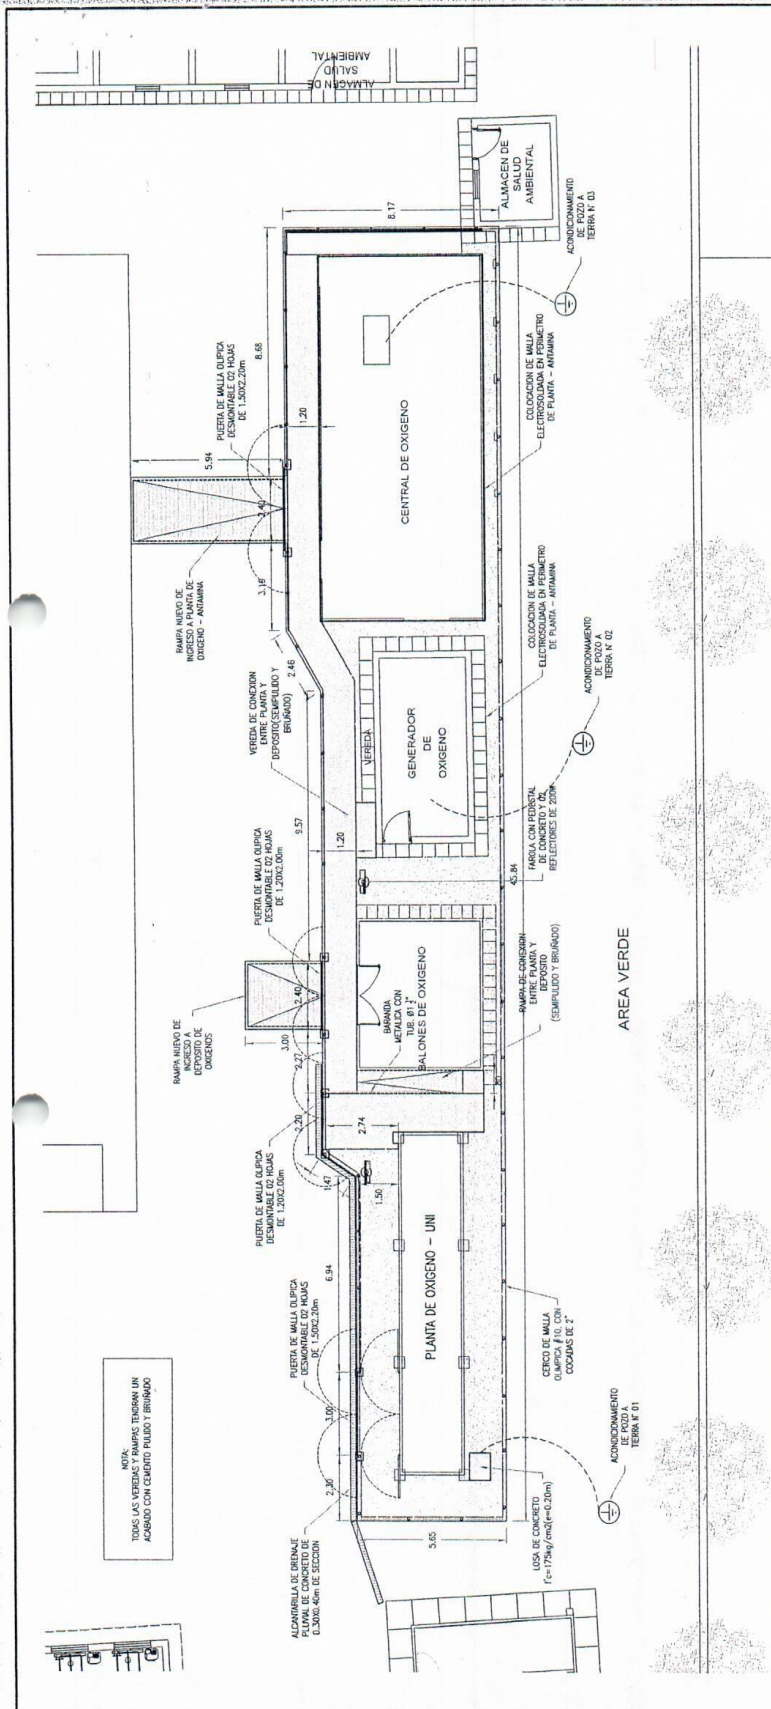 ALMACEN DE
SALUD
AMBIENTAL
ALMACEN DE
SALUD
AMBIENTAL
8.17
ACONDICIONAMIENTO
DE POZO A
TIERRA N° 03
8.68
PUERTA DE MALLA OLIPICA
DESMONTABLE 02 HOJAS
DE 1.50X2.20m
1.20
5.94
2.40
3.16
CENTRAL DE OXIGENO
COLOCACION DE MALLA
ELECTROSOLDADA EN PERIMETRO
DE PLANTA - ANTAMINA
RAMPA NUEVO DE
INGRESO A PLANTA DE
OXIGENO - ANTAMINA
2.46
VEREDA DE CONEXION
ENTRE PLANTA Y
DEPOSITO(SEMIPULIDO Y
BRUÑADO)
VEREDA
GENERADOR
DE
OXIGENO
COLOCACION DE MALLA
ELECTROSOLDADA EN PERIMETRO
DE PLANTA - ANTAMINA
ACONDICIONAMIENTO
DE POZO A
TIERRA N° 02
9.57
1.20
PUERTA DE MALLA OLIPICA
DESMONTABLE 02 HOJAS
DE 1.20X2.00m
FAROLA CON PEDESTAL
DE CONCRETO Y 02
REFLECTORES DE 200W
45.84
RAMPA NUEVO DE
INGRESO A
DEPOSITO DE
OXIGENOS
3.00
2.40
2.27
BARANDA
METALICA CON
TUB. Ø1 ½"
BALONES DE OXIGENO
RAMPA DE CONEXION
ENTRE PLANTA Y
DEPOSITO
(SEMIPULIDO Y BRUÑADO)
AREA VERDE
PUERTA DE MALLA OLIPICA
DESMONTABLE 02 HOJAS
DE 1.20X2.00m
2.20
2.74
1.47
1.50
6.94
PLANTA DE OXIGENO - UNI
PUERTA DE MALLA OLIPICA
DESMONTABLE 02 HOJAS
DE 1.50X2.20m
3.00
2.30
CERCO DE MALLA
OLIMPICA #10, CON
COCADAS DE 2"
ACONDICIONAMIENTO
DE POZO A
TIERRA N° 01
NOTA:
TODAS LAS VEREDAS Y RAMPAS TENDRAN UN
ACABADO CON CEMENTO PULIDO Y BRUÑADO
ALCANTARILLA DE DRENAJE
PLUVIAL DE CONCRETO DE
0.30X0.40m DE SECCION
5.65
LOSA DE CONCRETO
f'c=175kg/cm2(e=0.20m)